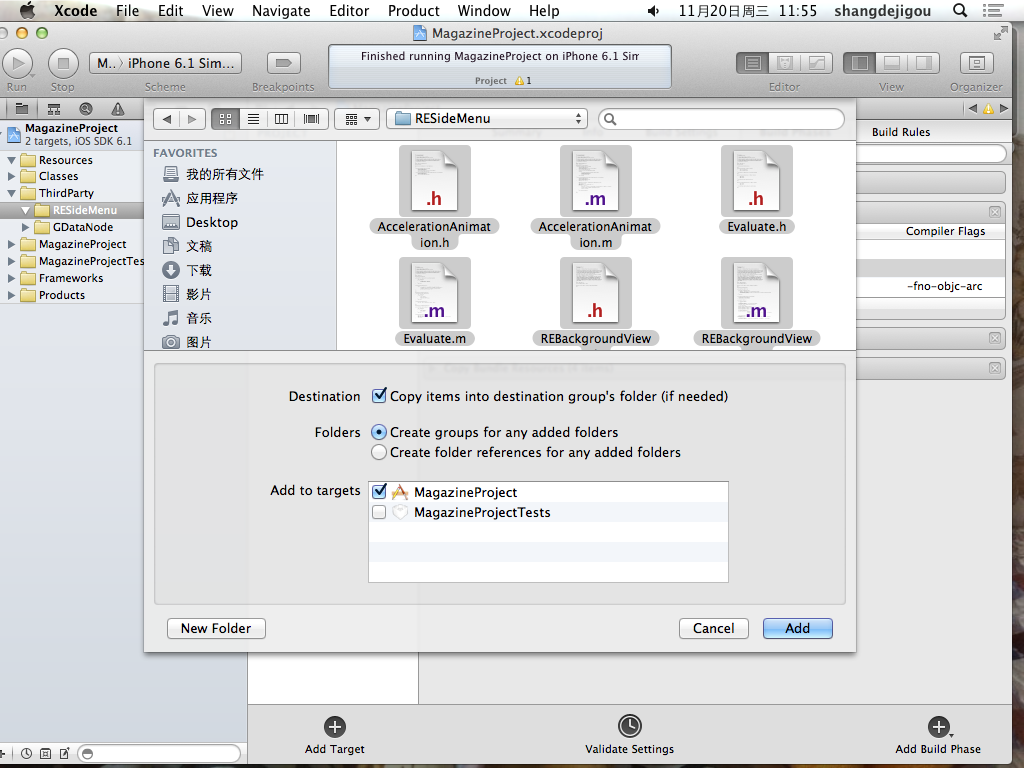 Xcode File Edit View Navigate Editor Product Window Help 11月20日周三 11:55 shangdejigou
MagazineProject.xcodeproj
M.. 〉 iPhone 6.1 Sim...
Finished running MagazineProject on iPhone 6.1 Sir
Project 1
Run Stop Scheme Breakpoints Editor View Organizer
MagazineProject
2 targets, iOS SDK 6.1
Resources
Classes
ThirdParty
RESideMenu
GDataNode
MagazineProject
MagazineProjectTes
Frameworks
Products
RESideMenu
FAVORITES
我的所有文件
应用程序
Desktop
文稿
下载
影片
音乐
图片
.h
AccelerationAnimat
ion.h
.m
AccelerationAnimat
ion.m
.h
Evaluate.h
.m
Evaluate.m
.h
REBackgroundView
.m
REBackgroundView
Build Rules
Compiler Flags
-fno-objc-arc
Destination Copy items into destination group's folder (if needed)
Folders Create groups for any added folders
Create folder references for any added folders
Add to targets MagazineProject
MagazineProjectTests
New Folder Cancel Add
Add Target Validate Settings Add Build Phase